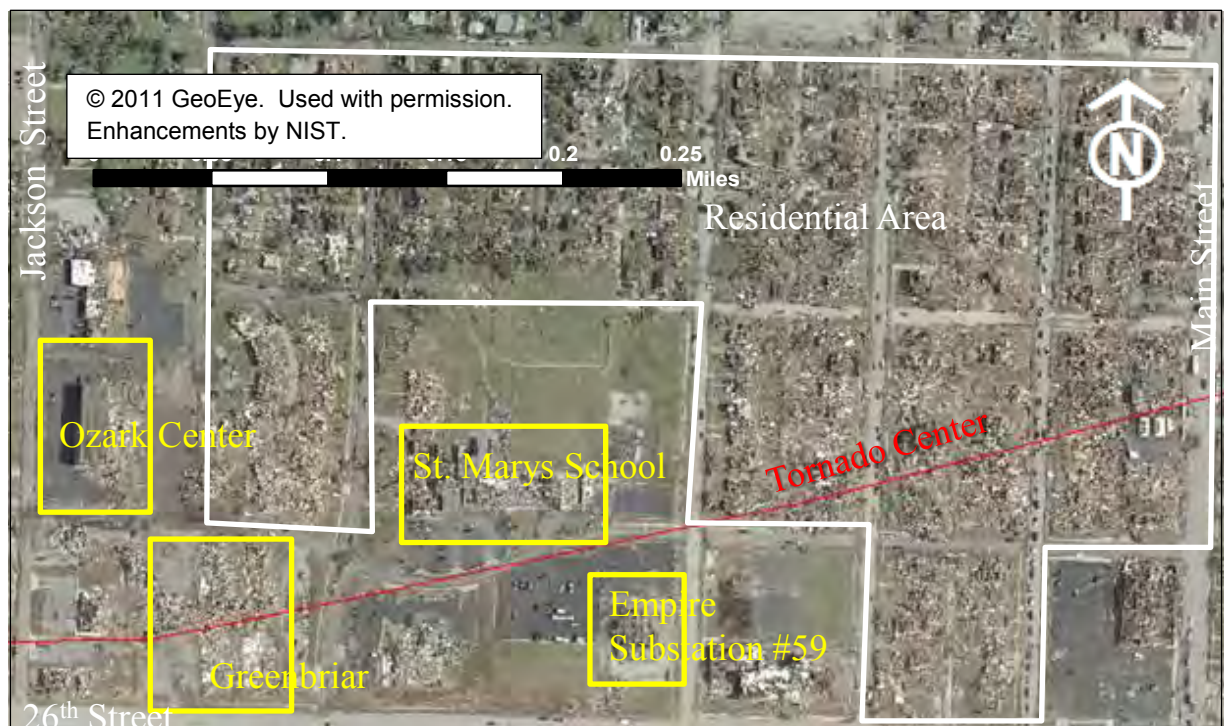 © 2011 GeoEye. Used with permission.
Enhancements by NIST.
0.2
0.25
Miles
Jackson Street
Residential Area
Main Street
N
Ozark Center
St. Marys School
Tornado Center
Empire
Substation #59
Greenbriar
26th Street